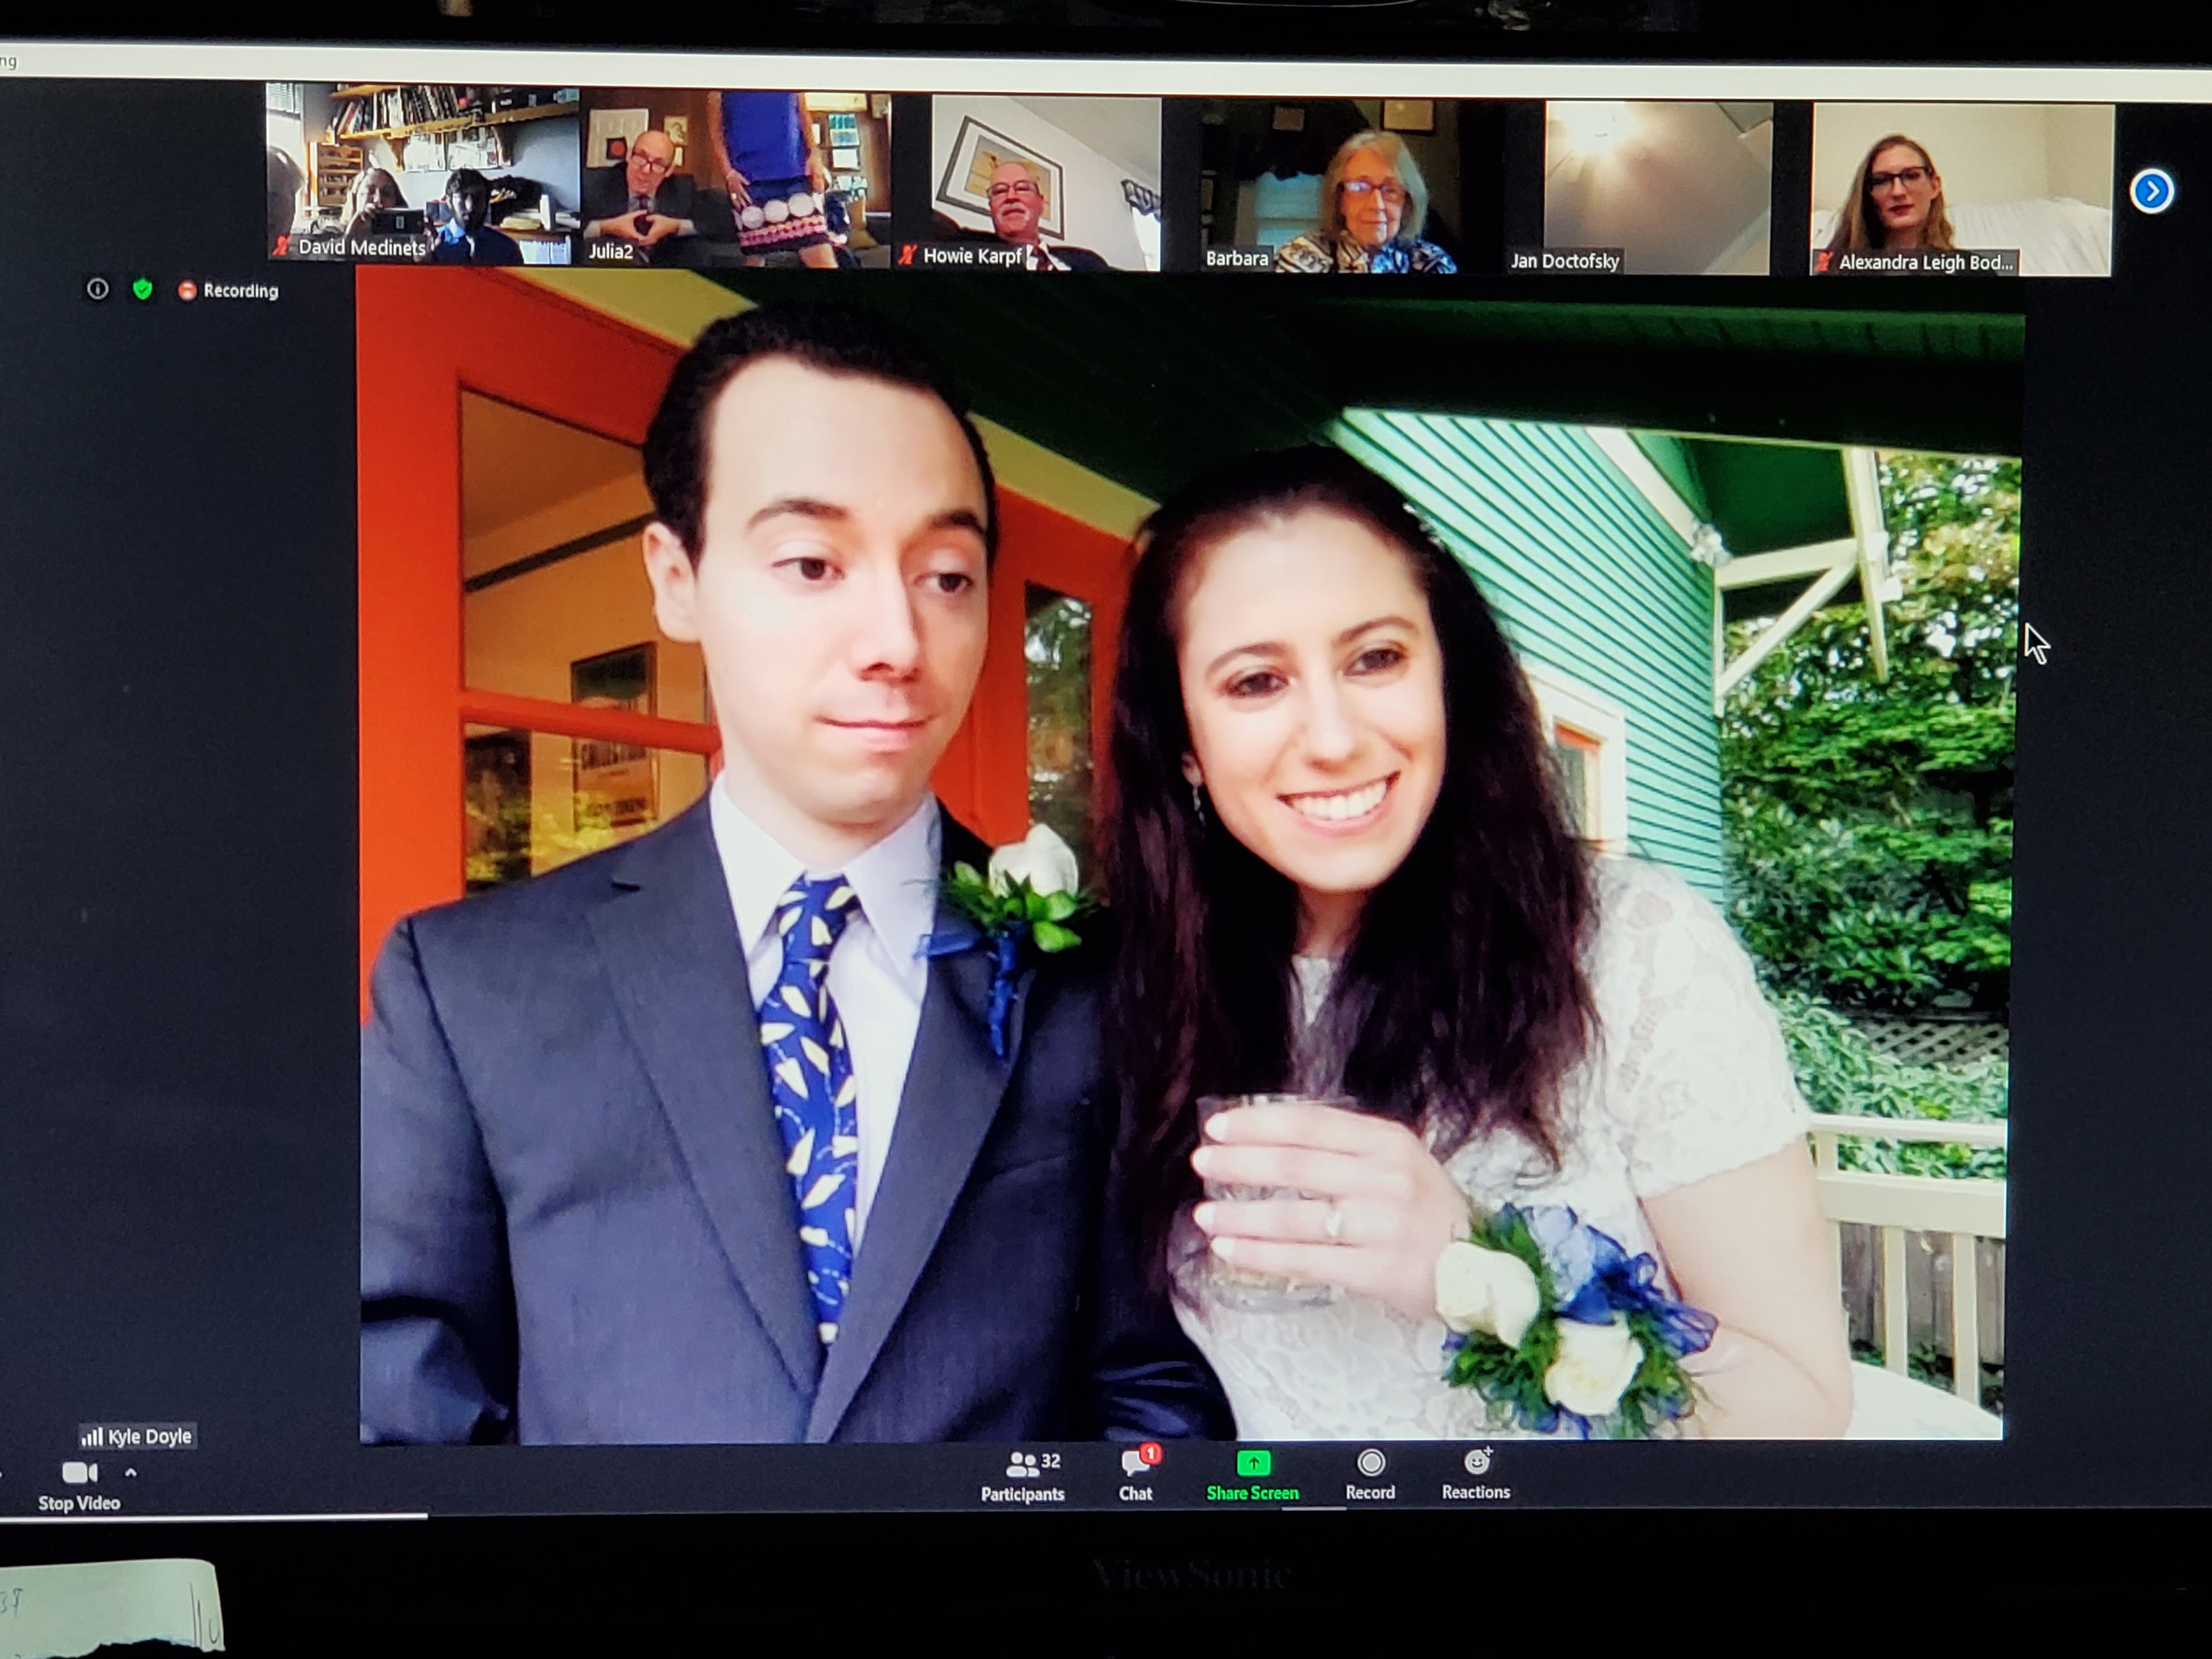 ng
David Medinets
Julia2
Howie Karpf
Barbara
Jan Doctofsky
Alexandra Leigh Bod...
Recording
Kyle Doyle
Stop Video
32
Participants
1
Chat
Share Screen
Record
Reactions
ViewSonic